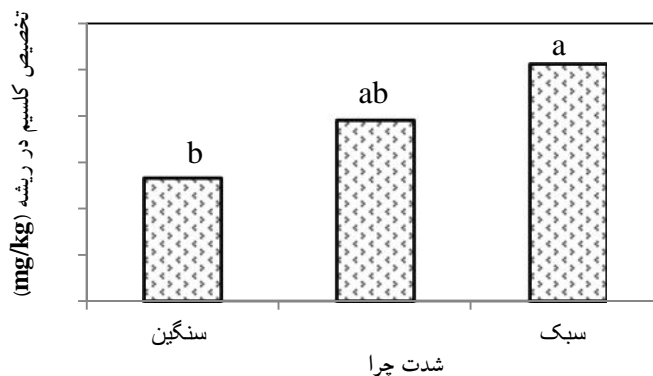 تخصیص کلسیم در ریشه (mg/kg)
b
ab
a
سنگین
سبک
شدت چرا